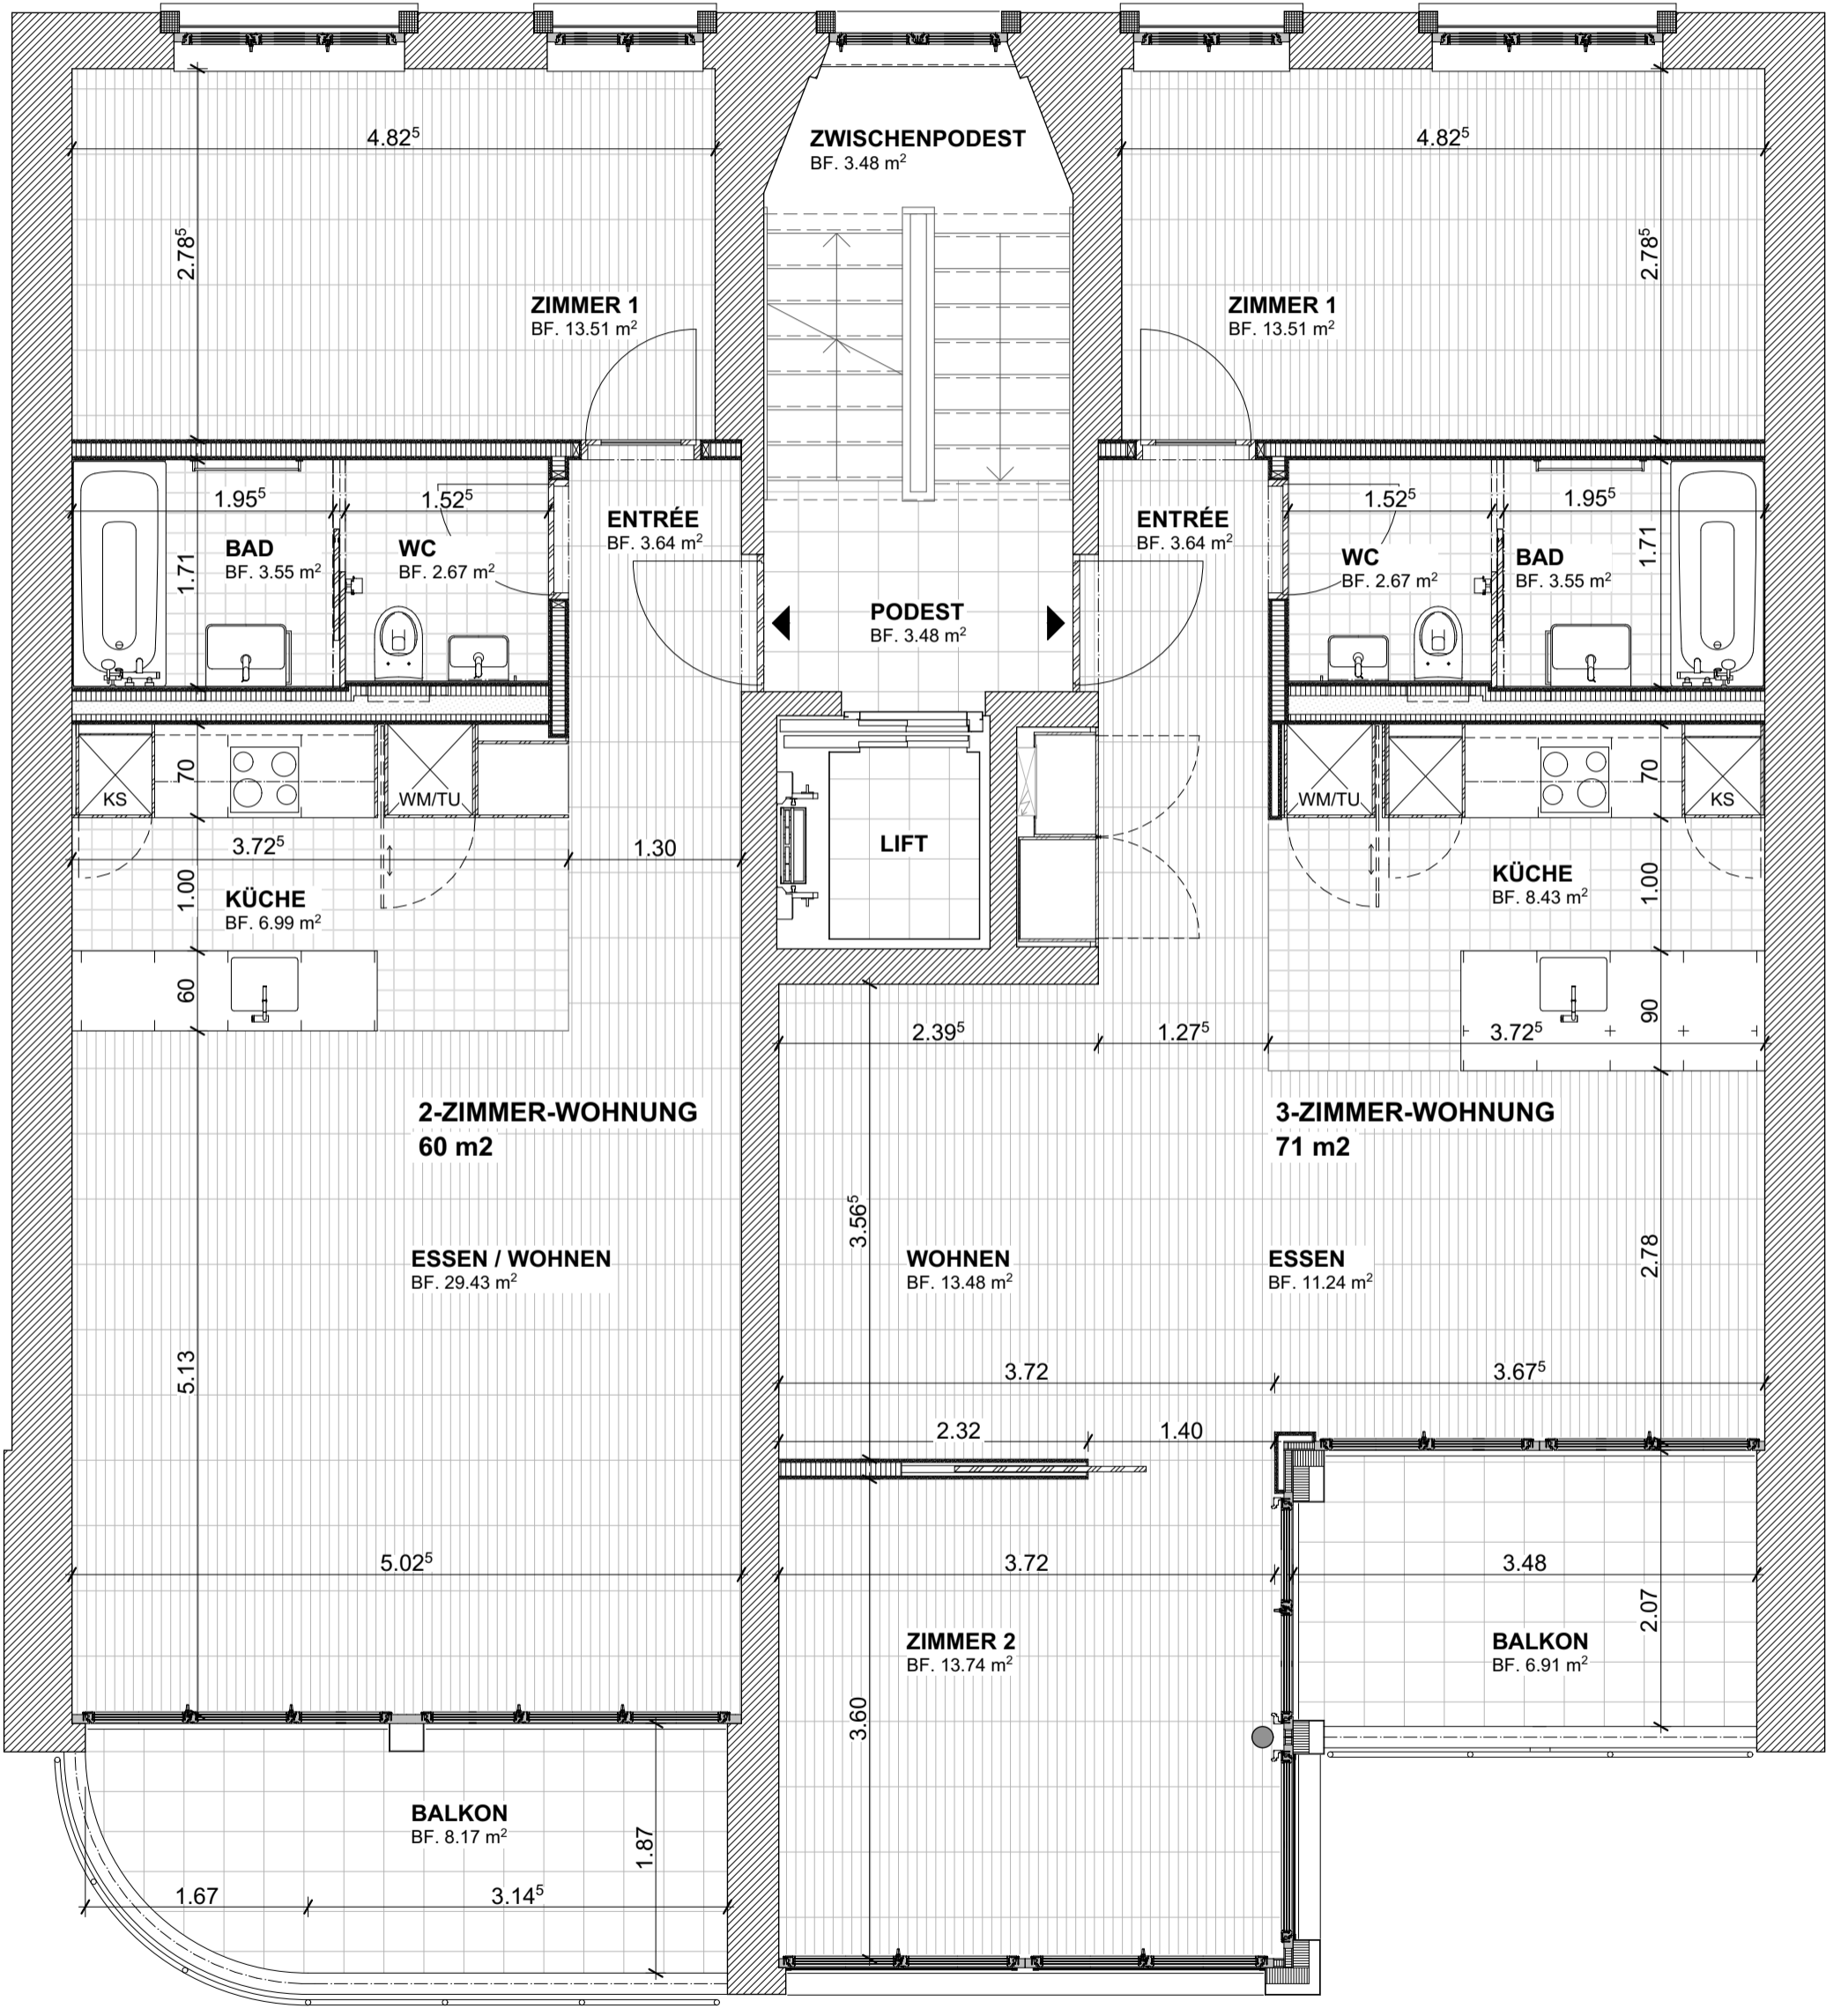 4.82⁵
4.82⁵
ZWISCHENPODEST
BF. 3.48 m²
2.78⁵
2.78⁵
ZIMMER 1
BF. 13.51 m²
ZIMMER 1
BF. 13.51 m²
1.95⁵
1.52⁵
1.52⁵
1.95⁵
ENTRÉE
BF. 3.64 m²
ENTRÉE
BF. 3.64 m²
BAD
BF. 3.55 m²
WC
BF. 2.67 m²
WC
BF. 2.67 m²
BAD
BF. 3.55 m²
1.71
1.71
PODEST
BF. 3.48 m²
70
70
KS
WM/TU
WM/TU
KS
3.72⁵
1.30
LIFT
1.00
1.00
KÜCHE
BF. 6.99 m²
KÜCHE
BF. 8.43 m²
60
90
2.39⁵
1.27⁵
3.72⁵
2-ZIMMER-WOHNUNG
60 m2
3-ZIMMER-WOHNUNG
71 m2
3.56⁵
2.78
ESSEN / WOHNEN
BF. 29.43 m²
WOHNEN
BF. 13.48 m²
ESSEN
BF. 11.24 m²
5.13
3.72
3.67⁵
2.32
1.40
5.02⁵
3.72
3.48
2.07
ZIMMER 2
BF. 13.74 m²
BALKON
BF. 6.91 m²
3.60
BALKON
BF. 8.17 m²
1.87
1.67
3.14⁵